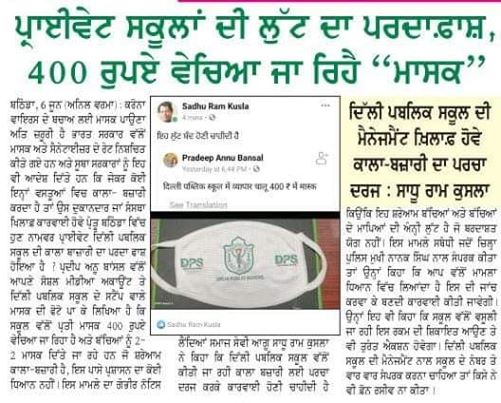 ਪ੍ਰਾਈਵੇਟ ਸਕੂਲਾਂ ਦੀ ਲੁੱਟ ਦਾ ਪਰਦਾਫ਼ਾਸ਼,
400 ਰੁਪਏ ਵੇਚਿਆ ਜਾ ਰਿਹੈ “ਮਾਸਕ”
ਬਠਿੰਡਾ, 6 ਜੂਨ (ਅਨਿਲ ਵਰਮਾ) : ਕਰੋਨਾ
ਵਾਇਰਸ ਦੇ ਬਚਾਅ ਲਈ ਮਾਸਕ ਪਾਉਣਾ
ਅਤਿ ਜ਼ਰੂਰੀ ਹੈ ਭਾਰਤ ਸਰਕਾਰ ਵੱਲੋਂ
ਮਾਸਕ ਅਤੇ ਸੈਨੇਟਾਈਜ਼ਰ ਦੇ ਰੇਟ ਨਿਸ਼ਚਿਤ
ਕੀਤੇ ਗਏ ਹਨ ਅਤੇ ਸੂਬਾ ਸਰਕਾਰਾਂ ਨੂੰ ਇਹ
ਵੀ ਆਦੇਸ਼ ਦਿੱਤੇ ਹਨ ਕਿ ਜੇਕਰ ਕੋਈ
ਇਨ੍ਹਾਂ ਵਸਤੂਆਂ ਵਿਚ ਕਾਲਾ- ਬਜ਼ਾਰੀ
ਕਰਦਾ ਹੈ ਤਾਂ ਉਸ ਦੁਕਾਨਦਾਰ ਜਾਂ ਸੰਸਥਾ
ਖ਼ਿਲਾਫ਼ ਕਾਰਵਾਈ ਹੋਵੇ ਪ੍ਰੰਤੂ ਬਠਿੰਡਾ ਵਿੱਚ
ਹੁਣ ਨਾਮਵਰ ਪ੍ਰਾਈਵੇਟ ਦਿੱਲੀ ਪਬਲਿਕ
ਸਕੂਲ ਦੀ ਕਾਲਾ ਬਾਜ਼ਾਰੀ ਦਾ ਪਰਦਾ ਫਾਸ਼
ਹੋਇਆ ਹੈ ? ਪ੍ਰਦੀਪ ਅਨੂ ਬਾਂਸਲ ਵੱਲੋਂ
ਆਪਣੇ ਸੋਸ਼ਲ ਮੀਡੀਆ ਅਕਾਊਂਟ ਤੇ
ਦਿੱਲੀ ਪਬਲਿਕ ਸਕੂਲ ਦੇ ਸਟੈਂਪ ਵਾਲੇ
ਮਾਸਕ ਦੀ ਫੋਟੋ ਪਾ ਕੇ ਲਿਖਿਆ ਹੈ ਕਿ
ਸਕੂਲ ਵੱਲੋਂ ਪ੍ਰਤੀ ਮਾਸਕ 400 ਰੁਪਏ
ਵੇਚਿਆ ਜਾ ਰਿਹਾ ਹੈ ਅਤੇ ਬੱਚਿਆਂ ਨੂੰ 2-
2 ਮਾਸਕ ਦਿੱਤੇ ਜਾ ਰਹੇ ਹਨ ਜੋ ਸ਼ਰੇਆਮ
ਕਾਲਾ-ਬਜ਼ਾਰੀ ਹੈ, ਇਸ ਪਾਸੇ ਪ੍ਰਸ਼ਾਸਨ ਦਾ ਕੋਈ
ਧਿਆਨ ਨਹੀਂ। ਇਸ ਮਾਮਲੇ ਦਾ ਗੰਭੀਰ ਨੋਟਿਸ
Sadhu Ram Kusla
4 mins
ਇਹ ਲੁੱਟ ਬੰਦ ਹੋਣੀ ਚਾਹੀਦੀ ਹੈ
Pradeep Annu Bansal
Yesterday at 6:44 PM
दिल्ली पब्लिक स्कूल में व्यापार चालू 400 ₹ में मास्क
See Translation
DPS
DPS
Sadhu Ram Kusla
ਲੈਂਦਿਆਂ ਸਮਾਜ ਸੇਵੀ ਆਗੂ ਸਾਧੂ ਰਾਮ ਕੁਸਲਾ
ਨੇ ਕਿਹਾ ਕਿ ਦਿੱਲੀ ਪਬਲਿਕ ਸਕੂਲ ਵੱਲੋਂ
ਕੀਤੀ ਜਾ ਰਹੀ ਕਾਲਾ ਬਜ਼ਾਰੀ ਲਈ ਪਰਚਾ
ਦਰਜ ਕਰਕੇ ਕਾਰਵਾਈ ਹੋਣੀ ਚਾਹੀਦੀ ਹੈ
ਦਿੱਲੀ ਪਬਲਿਕ ਸਕੂਲ ਦੀ
ਮੈਨੇਜਮੈਂਟ ਖ਼ਿਲਾਫ਼ ਹੋਵੇ
ਕਾਲਾ-ਬਜ਼ਾਰੀ ਦਾ ਪਰਚਾ
ਦਰਜ : ਸਾਧੂ ਰਾਮ ਕੁਸਲਾ
ਕਿਉਂਕਿ ਇਹ ਸ਼ਰੇਆਮ ਬੱਚਿਆਂ ਅਤੇ ਬੱਚਿਆਂ
ਦੇ ਮਾਪਿਆਂ ਦੀ ਐਨੀ ਲੁੱਟ ਹੈ ਜੋ ਬਰਦਾਸ਼ਤ
ਯੋਗ ਨਹੀਂ। ਇਸ ਮਾਮਲੇ ਸਬੰਧੀ ਜਦੋਂ ਜ਼ਿਲ੍ਹਾ
ਪੁਲਿਸ ਮੁਖੀ ਨਾਨਕ ਸਿੰਘ ਨਾਲ ਸੰਪਰਕ ਕੀਤਾ
ਤਾਂ ਉਨ੍ਹਾਂ ਕਿਹਾ ਕਿ ਆਪ ਵੱਲੋਂ ਮਾਮਲਾ
ਧਿਆਨ ਵਿੱਚ ਲਿਆਂਦਾ ਹੈ ਇਸ ਦੀ ਜਾਂਚ
ਕਰਵਾ ਕੇ ਬਣਦੀ ਕਾਰਵਾਈ ਕੀਤੀ ਜਾਵੇਗੀ।
ਉਨ੍ਹਾਂ ਇਹ ਵੀ ਕਿਹਾ ਕਿ ਸਕੂਲ ਵੱਲੋਂ ਵਸੂਲੀ
ਜਾ ਰਹੀ ਇਸ ਰਕਮ ਦੀ ਸ਼ਿਕਾਇਤ ਆਉਣ ਤੇ
ਵੀ ਤੁਰੰਤ ਐਕਸ਼ਨ ਹੋਵੇਗਾ। ਦਿੱਲੀ ਪਬਲਿਕ
ਸਕੂਲ ਦੀ ਮੈਨੇਜਮੈਂਟ ਨਾਲ ਸਕੂਲ ਦੇ ਨੰਬਰ ਤੇ
ਵਾਰ ਵਾਰ ਸੰਪਰਕ ਕਰਨਾ ਚਾਹਿਆ ਤਾਂ ਕਿਸੇ ਨੇ
ਵੀ ਫੋਨ ਰਸੀਵ ਨਾ ਕੀਤਾ।